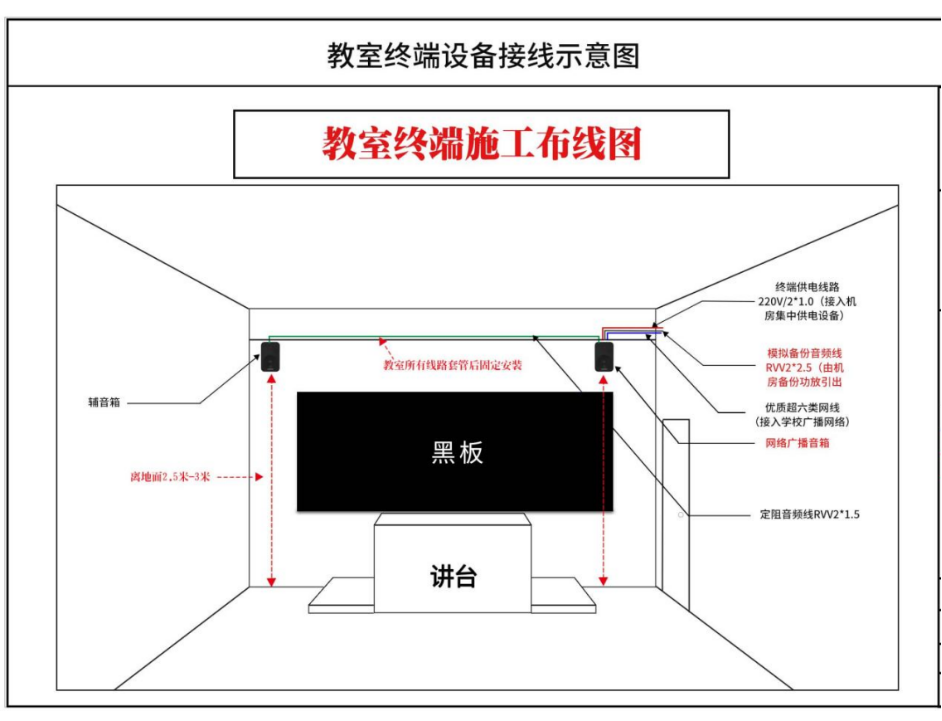 教室终端设备接线示意图
教室终端施工布线图
终端供电线路
220V/2*1.0（接入机
房集中供电设备）
模拟备份音频线
RVV2*2.5（由机
房备份功放引出
教室所有线路套管后固定安装
辅音箱
优质超六类网线
（接入学校广播网络）
网络广播音箱
黑板
离地面2.5米-3米
定阻音频线RVV2*1.5
讲台